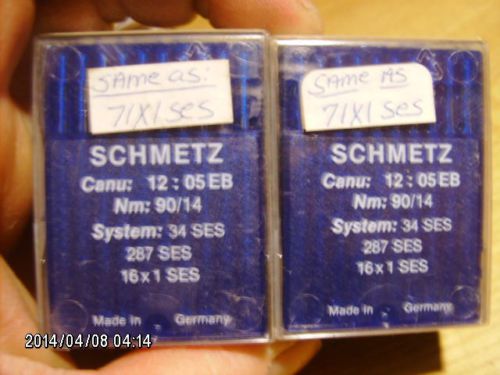 SAME AS:
71X1 SES
SCHMETZ
Canu: 12 : 05 EB
Nm: 90/14
System: 34 SES
287 SES
16 x 1 SES
Made in Germany
SAME AS
71X1 SES
SCHMETZ
Canu: 12 : 05 EB
Nm: 90/14
System: 34 SES
287 SES
16 x 1 SES
Made in Germany
2014/04/08 04:14